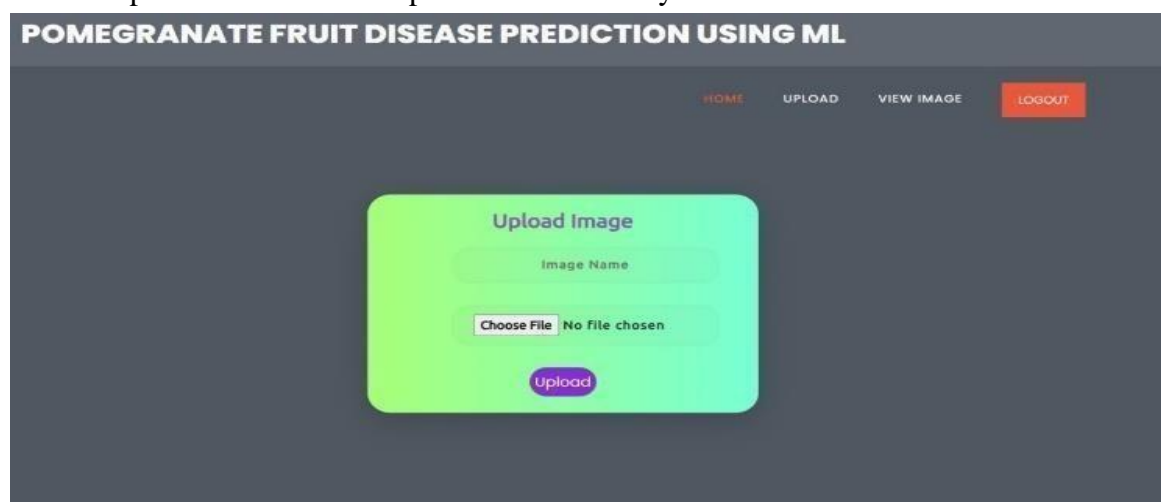 POMEGRANATE FRUIT DISEASE PREDICTION USING ML
HOME UPLOAD VIEW IMAGE LOGOUT
Upload Image
Image Name
Choose File No file chosen
Upload